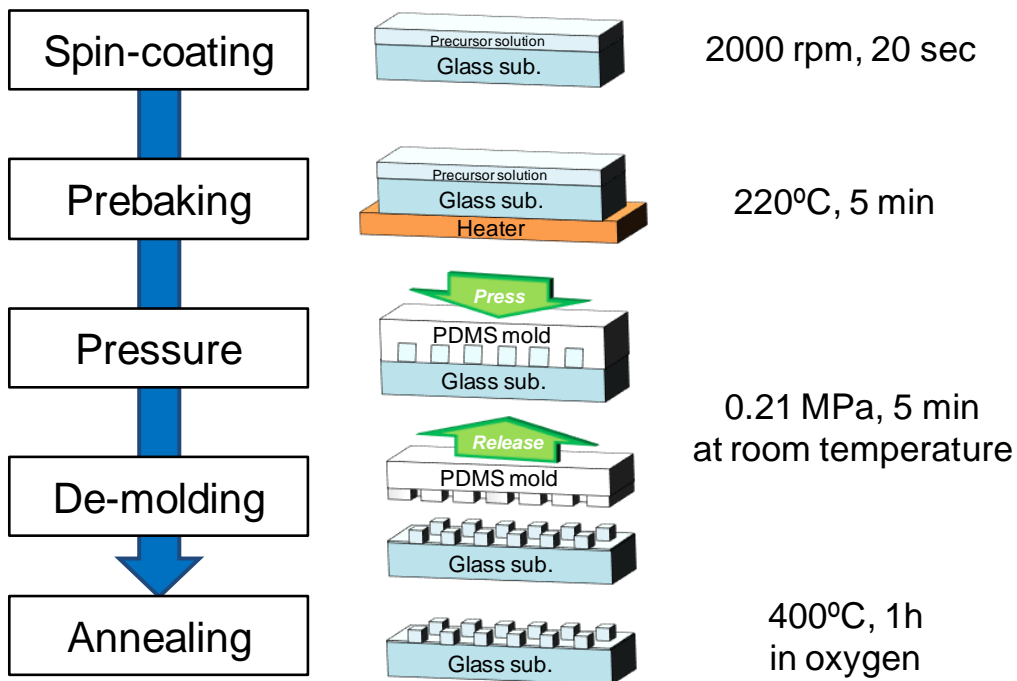 Spin-coating
Precursor solution
Glass sub.
2000 rpm, 20 sec
Prebaking
Precursor solution
Glass sub.
Heater
220ºC, 5 min
Pressure
Press
PDMS mold
Glass sub.
0.21 MPa, 5 min
at room temperature
De-molding
Release
PDMS mold
Glass sub.
Annealing
Glass sub.
400ºC, 1h
in oxygen